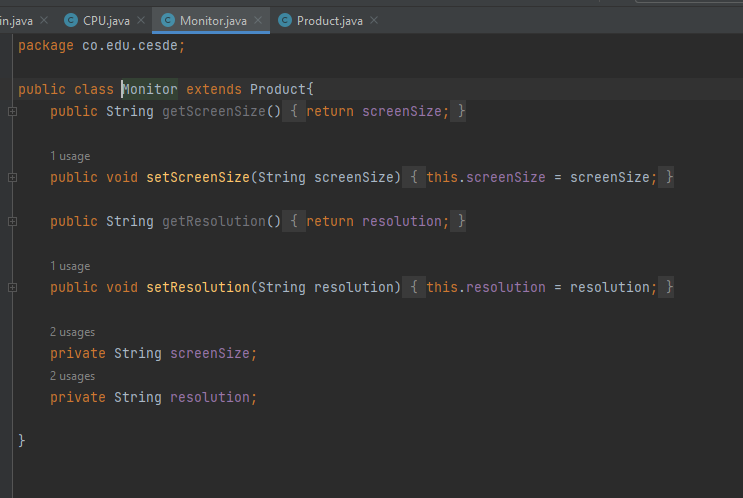 in.java CPU.java Monitor.java Product.java
package co.edu.cesde;
public class Monitor extends Product{
public String getScreenSize() { return screenSize; }
1 usage
public void setScreenSize(String screenSize) { this.screenSize = screenSize; }
public String getResolution() { return resolution; }
1 usage
public void setResolution(String resolution) { this.resolution = resolution; }
2 usages
private String screenSize;
2 usages
private String resolution;
}